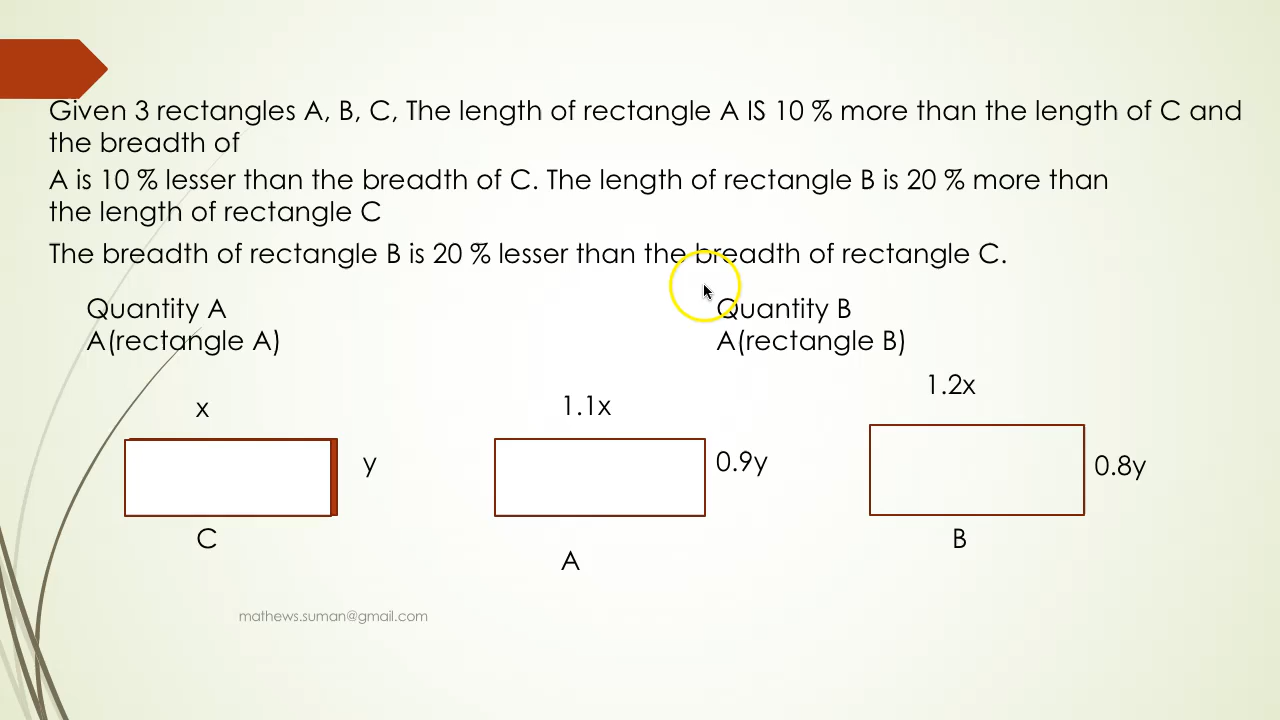 Given 3 rectangles A, B, C, The length of rectangle A IS 10 % more than the length of C and
the breadth of
A is 10 % lesser than the breadth of C. The length of rectangle B is 20 % more than
the length of rectangle C
The breadth of rectangle B is 20 % lesser than the breadth of rectangle C.
Quantity A
A(rectangle A)
Quantity B
A(rectangle B)
x
y
C
1.1x
0.9y
A
1.2x
0.8y
B
mathews.suman@gmail.com